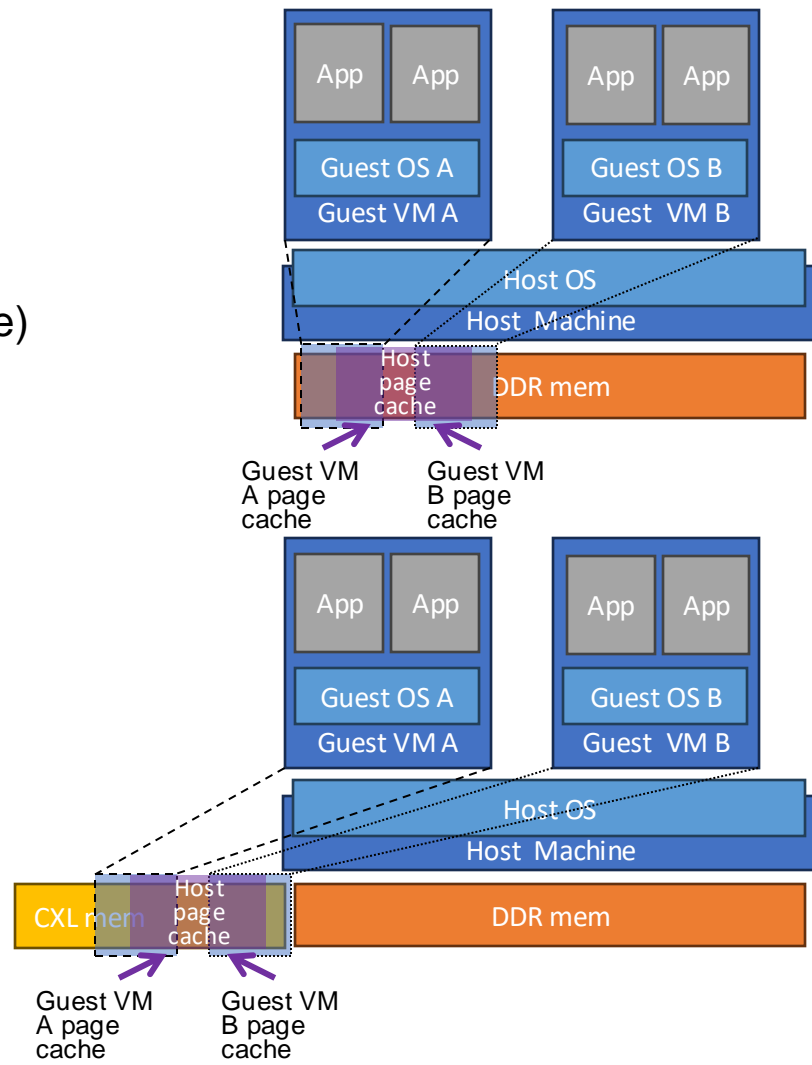 App App App App
Guest OS A Guest OS B
Guest VM A Guest VM B
Host OS
e)
Host Machine
Host
page
cache
DDR mem
Guest VM
A page
cache
Guest VM
B page
cache
App App App App
Guest OS A Guest OS B
Guest VM A Guest VM B
Host OS
Host Machine
CXL mem
Host
page
cache
DDR mem
Guest VM
A page
cache
Guest VM
B page
cache